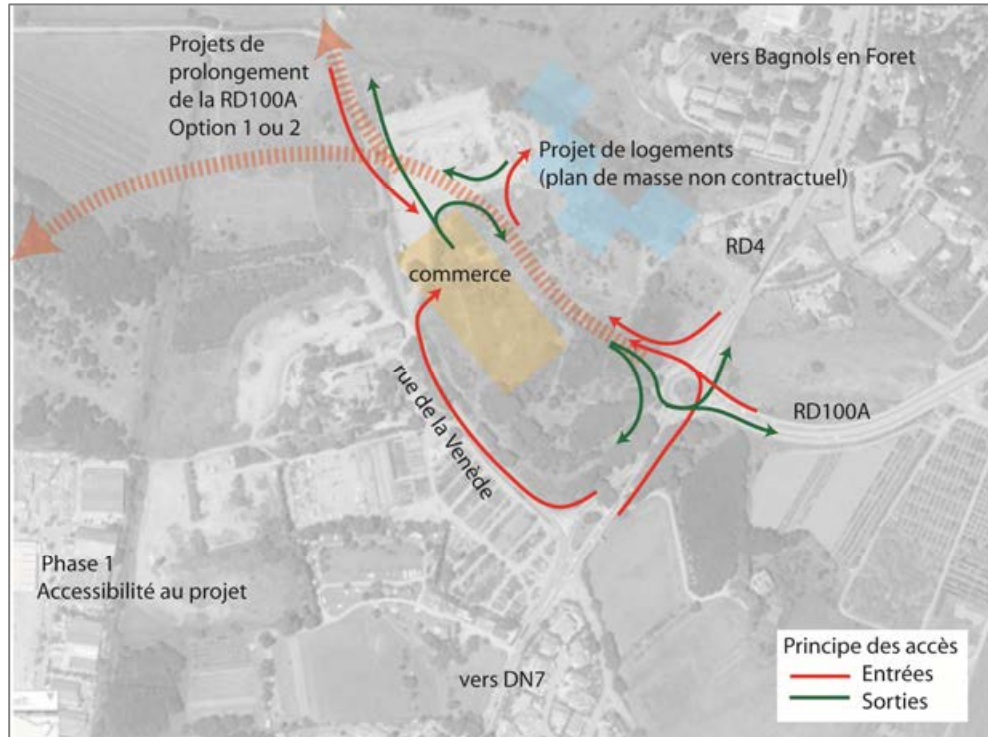 Projets de
prolongement
de la RD100A
Option 1 ou 2
vers Bagnols en Foret
Projet de logements
(plan de masse non contractuel)
RD4
commerce
rue de la Venède
RD100A
Phase 1
Accessibilité au projet
vers DN7
Principe des accès
Entrées
Sorties